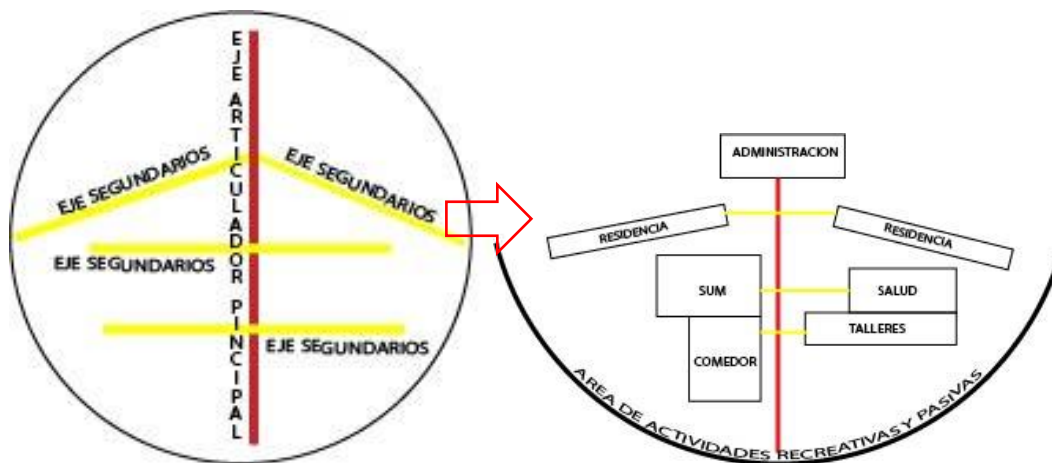 EJE ARTICULADOR PINCIPAL
EJE SEGUNDARIOS
EJE SEGUNDARIOS
EJE SEGUNDARIOS
EJE SEGUNDARIOS
ADMINISTRACION
RESIDENCIA
RESIDENCIA
SUM
SALUD
TALLERES
COMEDOR
AREA DE ACTIVIDADES RECREATIVAS Y PASIVAS